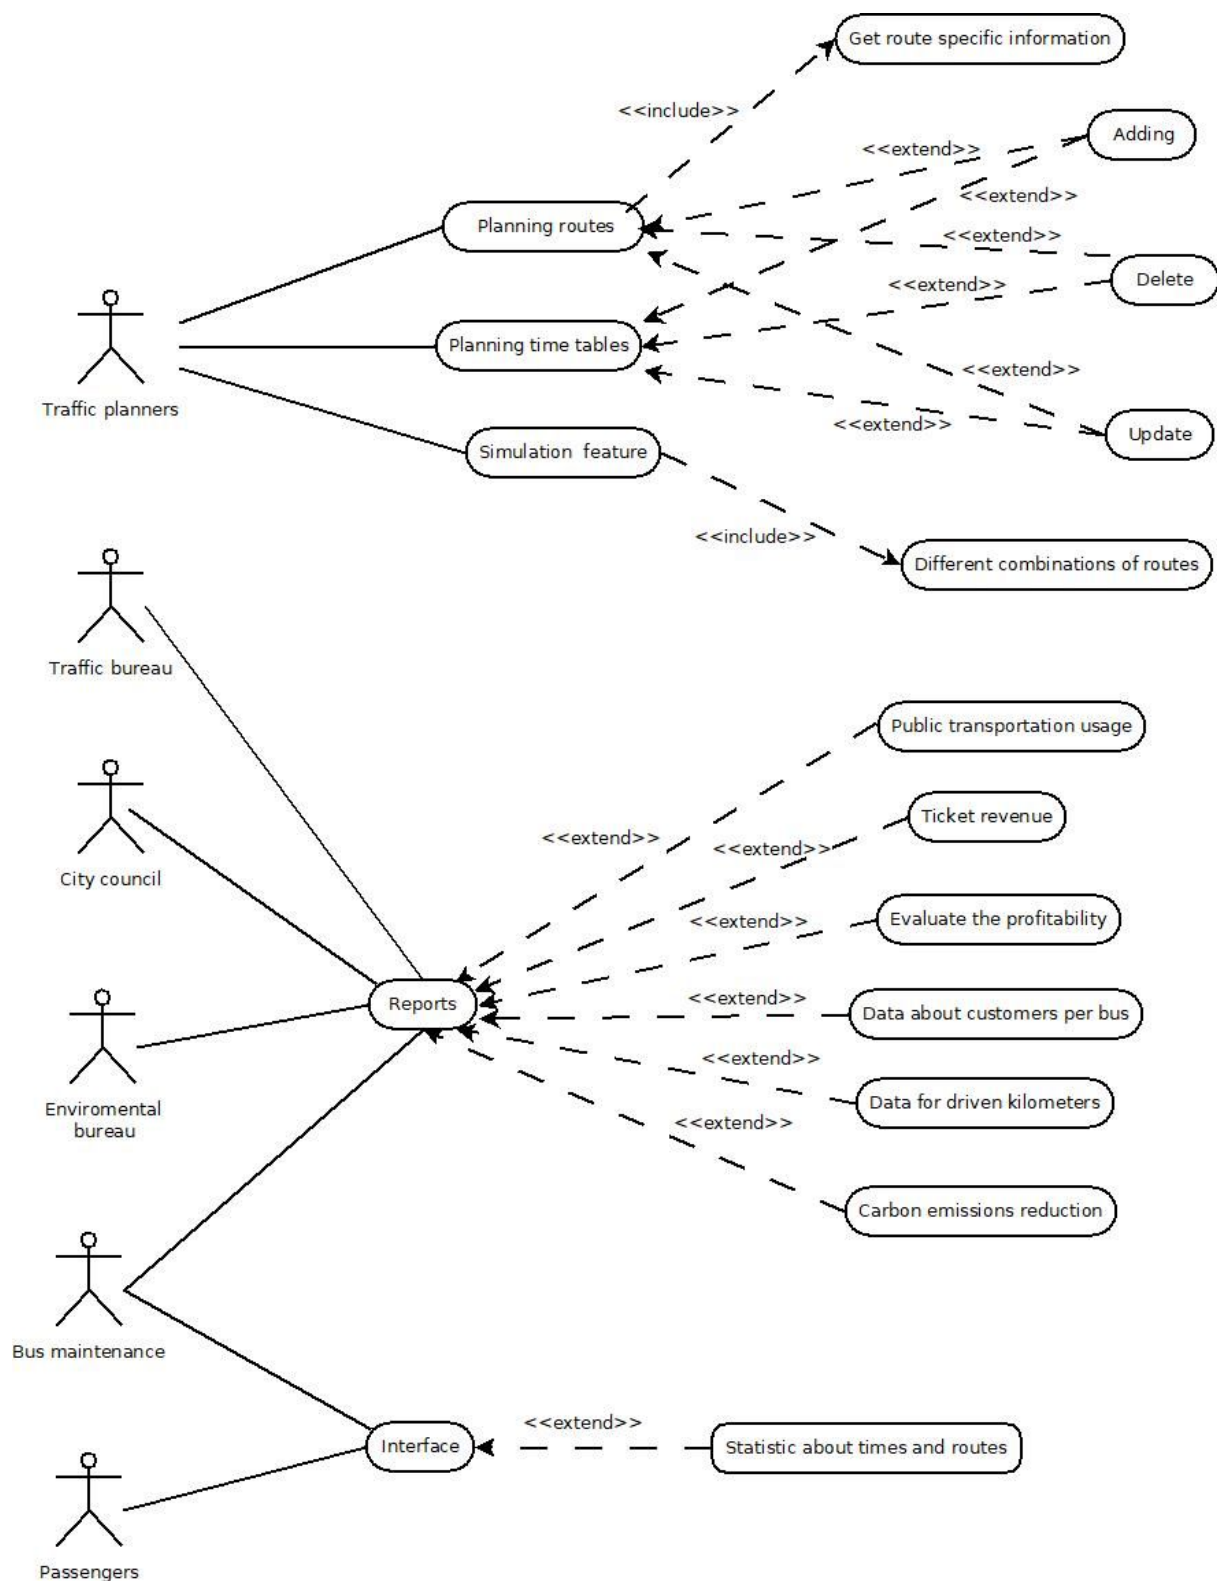 Get route specific information
<<include>>
Adding
<<extend>>
<<extend>>
Planning routes
<<extend>>
Delete
<<extend>>
Planning time tables
<<extend>>
Traffic planners
<<extend>>
Update
Simulation feature
<<include>>
Different combinations of routes
Traffic bureau
Public transportation usage
Ticket revenue
<<extend>>
<<extend>>
City council
Evaluate the profitability
<<extend>>
<<extend>>
Reports
Data about customers per bus
<<extend>>
Data for driven kilometers
Enviromental
bureau
<<extend>>
Carbon emissions reduction
Bus maintenance
<<extend>>
Interface
Statistic about times and routes
Passengers